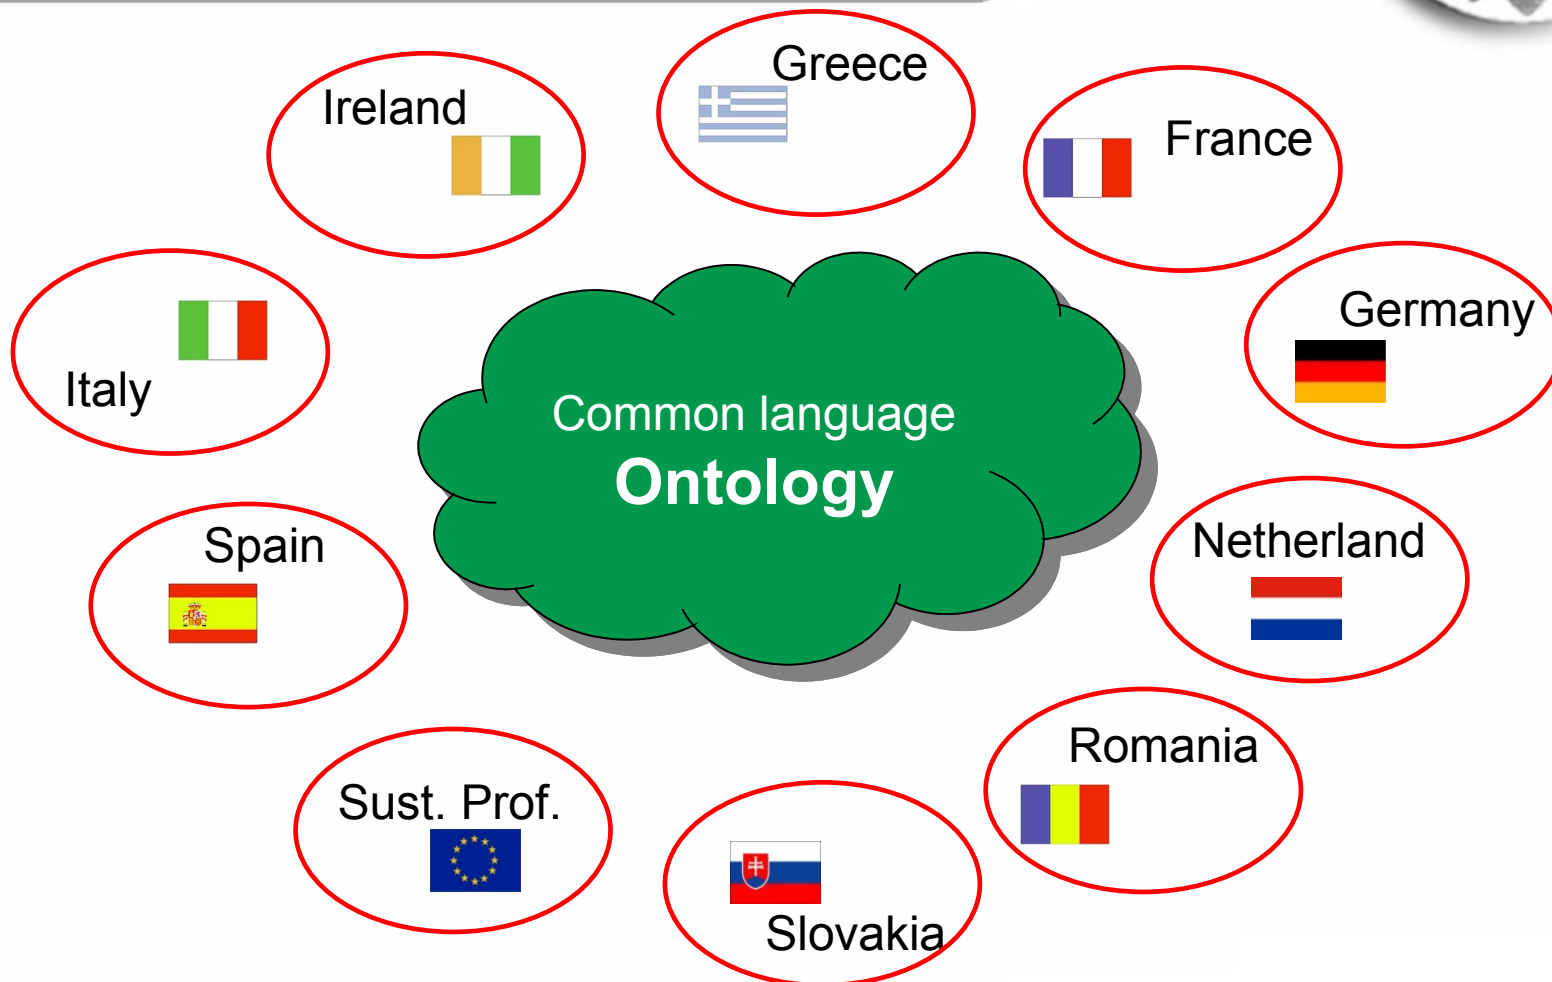 Greece
Ireland
France
Germany
Italy
Common language
Ontology
Spain
Netherland
Romania
Sust. Prof.
Slovakia